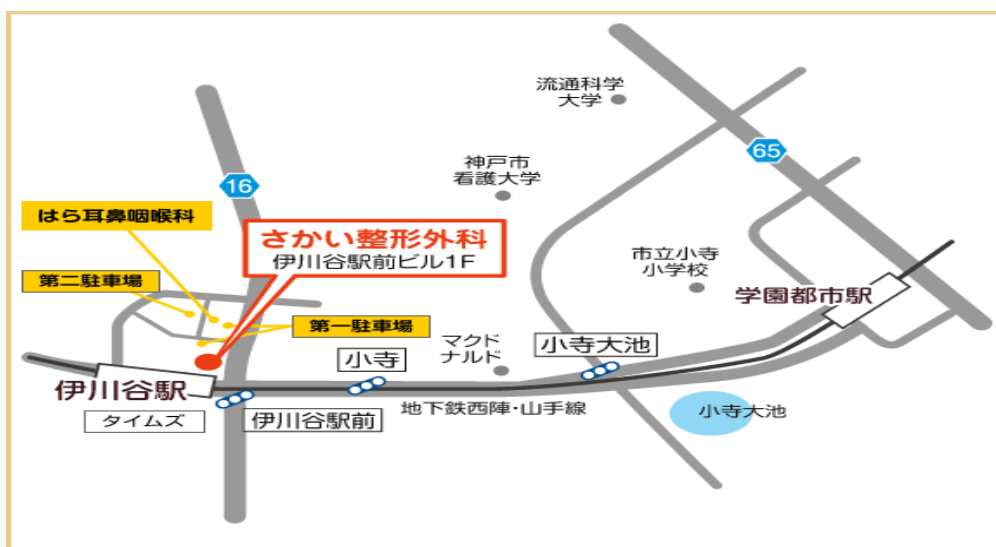 流通科学
大学
65
神戸市
看護大学
16
はら耳鼻咽喉科
さかい整形外科
伊川谷駅前ビル1F
市立小寺
小学校
第二駐車場
学園都市駅
第一駐車場
マクド
ナルド
小寺
小寺大池
伊川谷駅
地下鉄西陣・山手線
小寺大池
タイムズ
伊川谷駅前